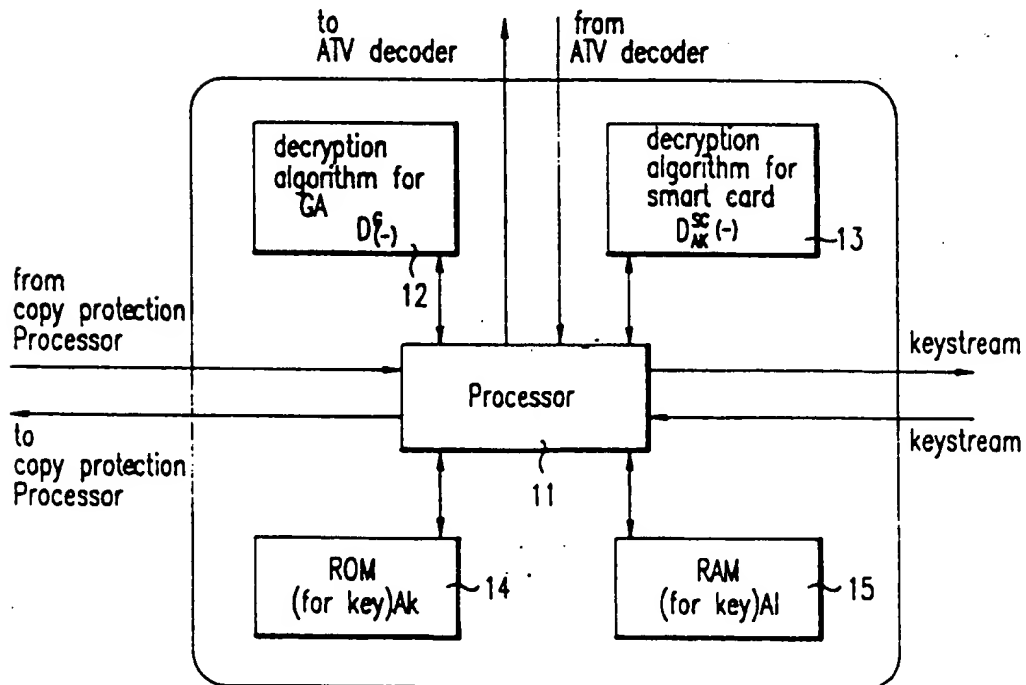 to
ATV decoder
from
ATV decoder
decryption
algorithm for
GA
D^G_(-)
12
decryption
algorithm for
smart card
D^SC_AK(-)
13
from
copy protection
Processor
keystream
Processor
11
to
copy protection
Processor
keystream
ROM
(for key)Ak
14
RAM
(for key)Al
15